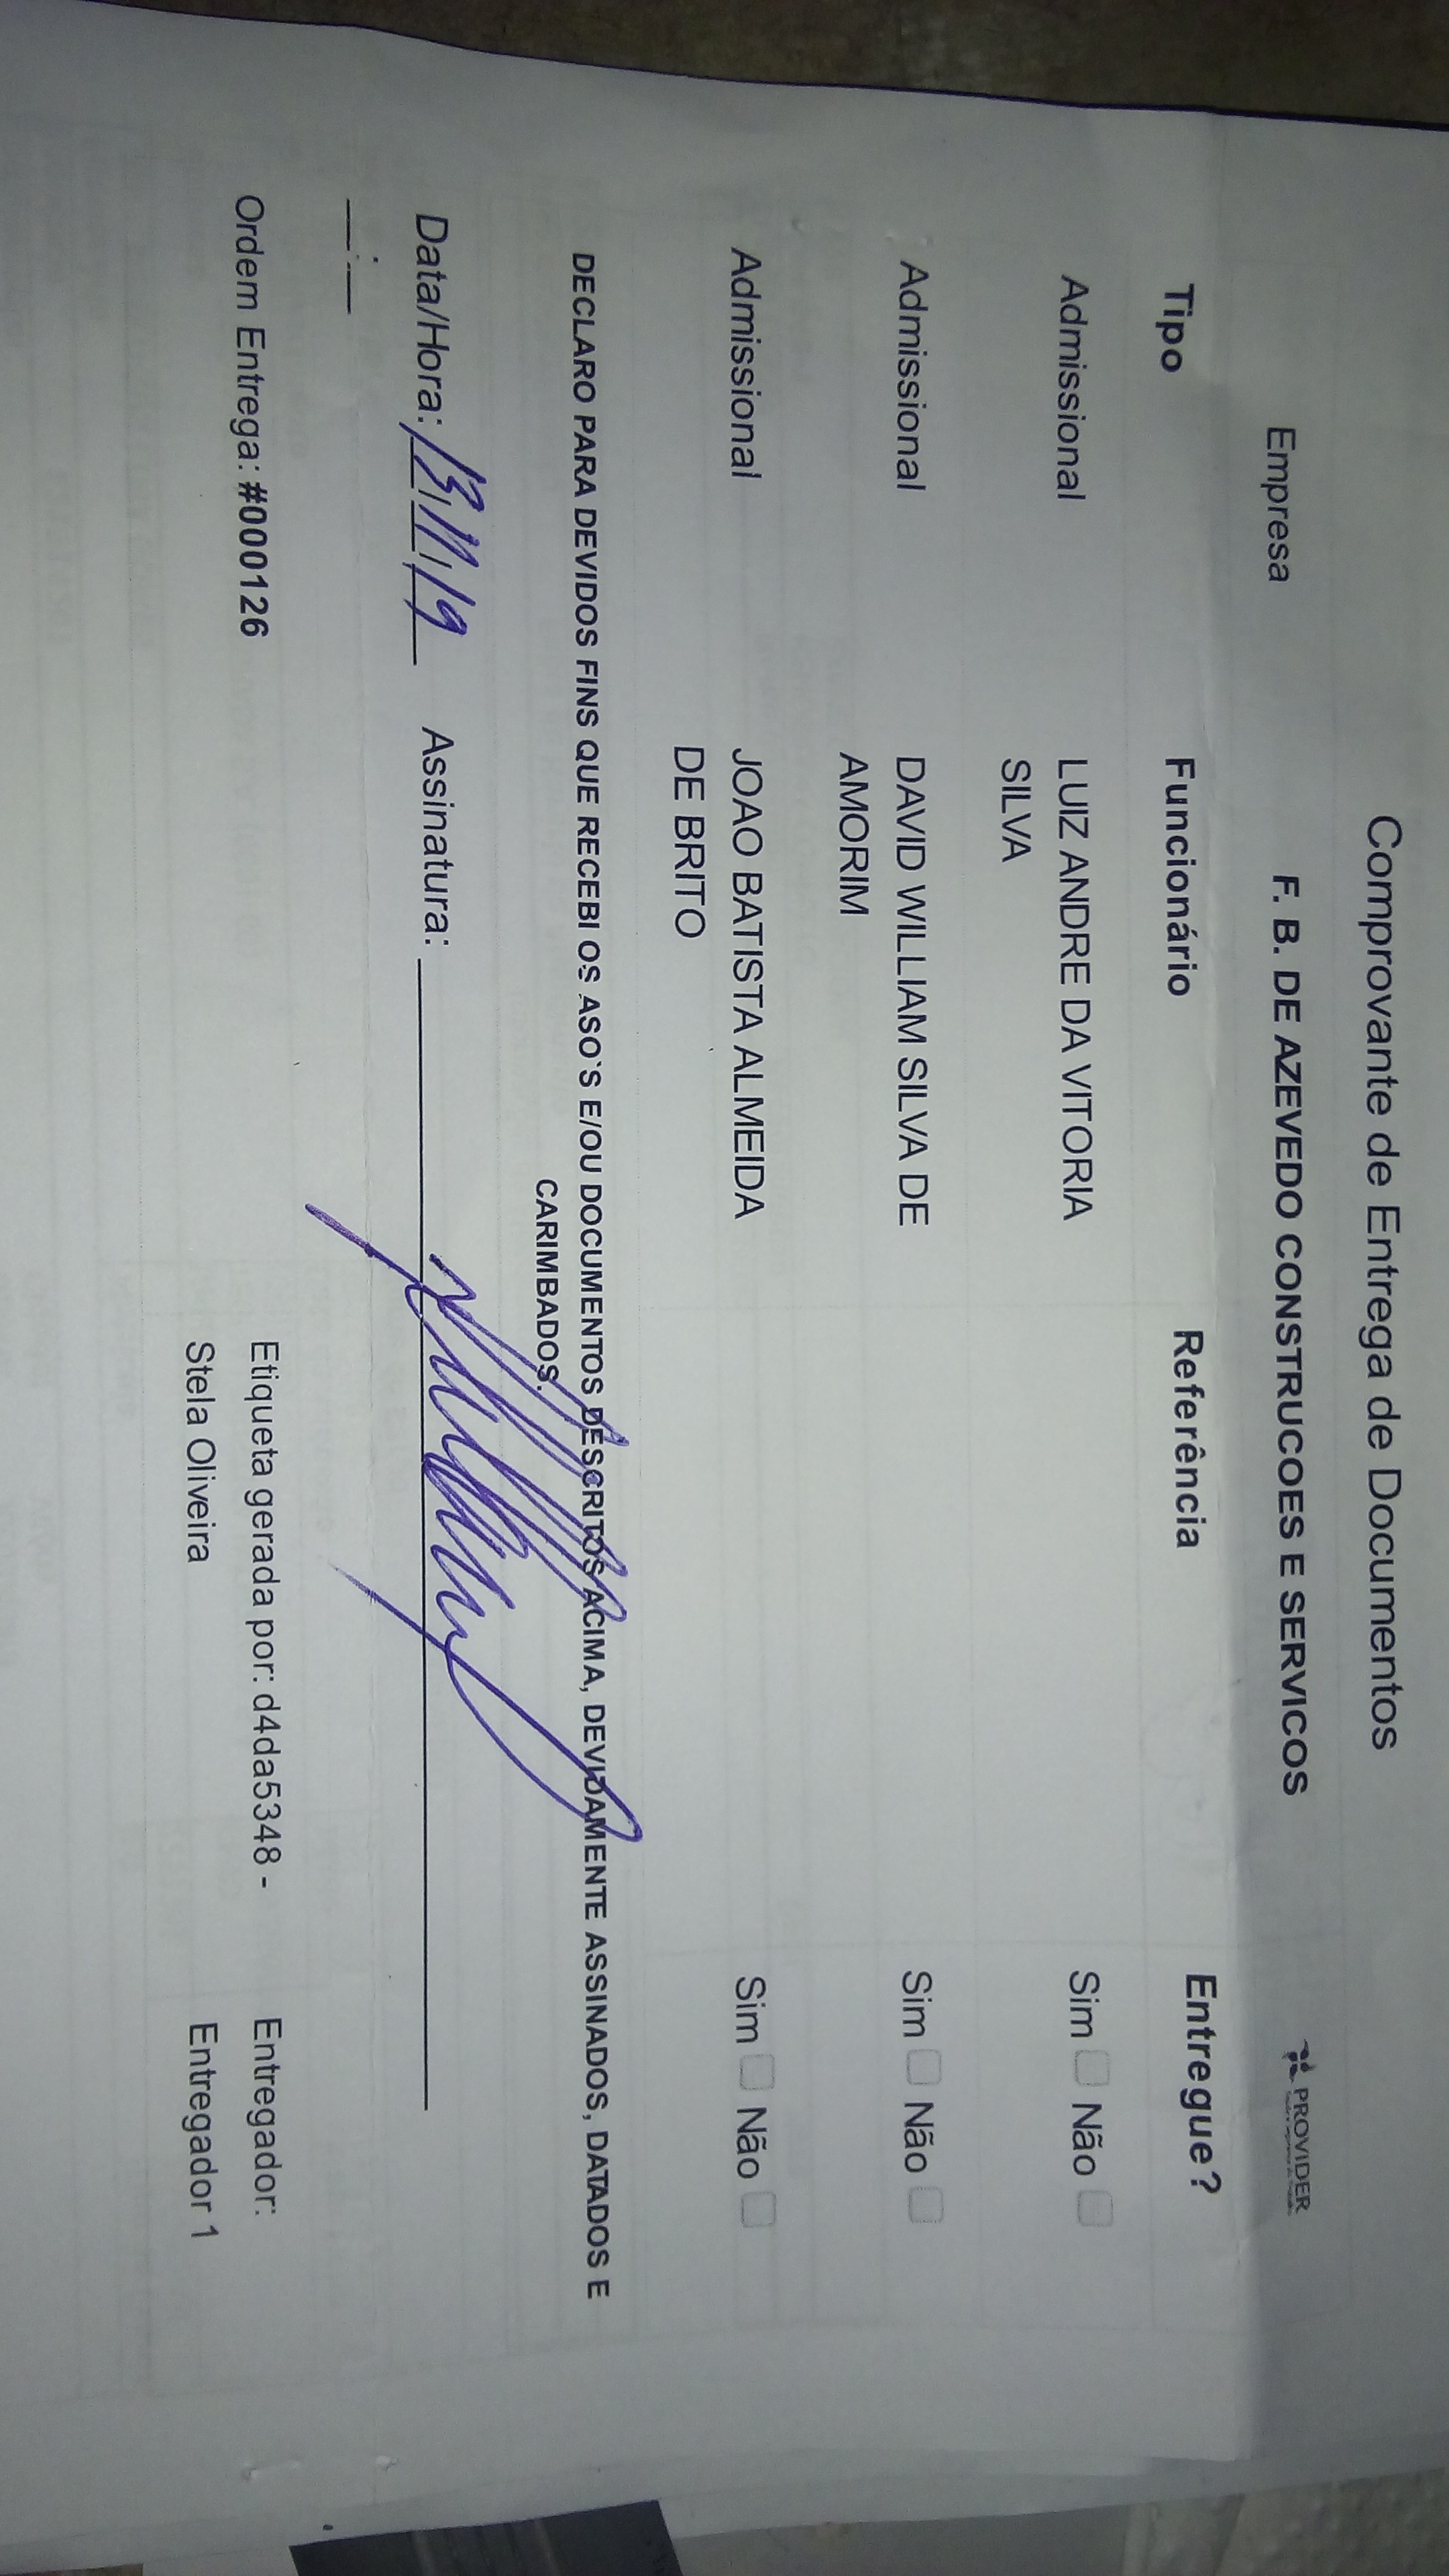 Comprovante de Entrega de Documentos
Empresa F. B. DE AZEVEDO CONSTRUCOES E SERVICOS PROVIDER
Tipo Funcionário Referência Entregue?
Admissional LUIZ ANDRE DA VITORIA Sim Não
SILVA
Admissional DAVID WILLIAM SILVA DE Sim Não
AMORIM
Admissional JOAO BATISTA ALMEIDA Sim Não
DE BRITO
DECLARO PARA DEVIDOS FINS QUE RECEBI OS ASO`S E/OU DOCUMENTOS DESCRITOS ACIMA, DEVIDAMENTE ASSINADOS, DATADOS E
CARIMBADOS.
Data/Hora: 13/11/19 Assinatura:
__:__
Ordem Entrega: #000126 Etiqueta gerada por: d4da5348 - Entregador:
Stela Oliveira Entregador 1